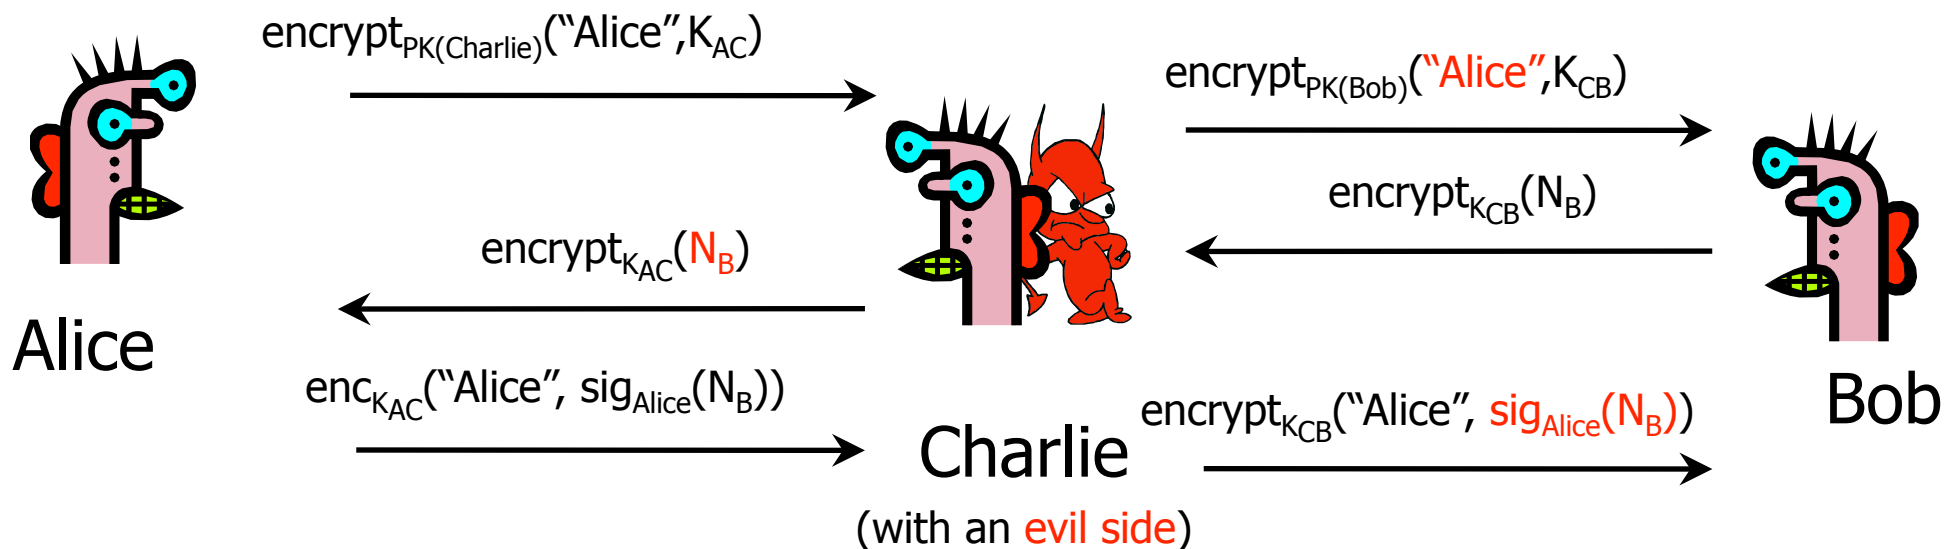 encryptPK(Charlie)(“Alice”,KAC)
encryptPK(Bob)(“Alice”,KCB)
encryptKCB(NB)
encryptKAC(NB)
Alice
encKAC(“Alice”, sigAlice(NB))
encryptKCB(“Alice”, sigAlice(NB))
Bob
Charlie
(with an evil side)